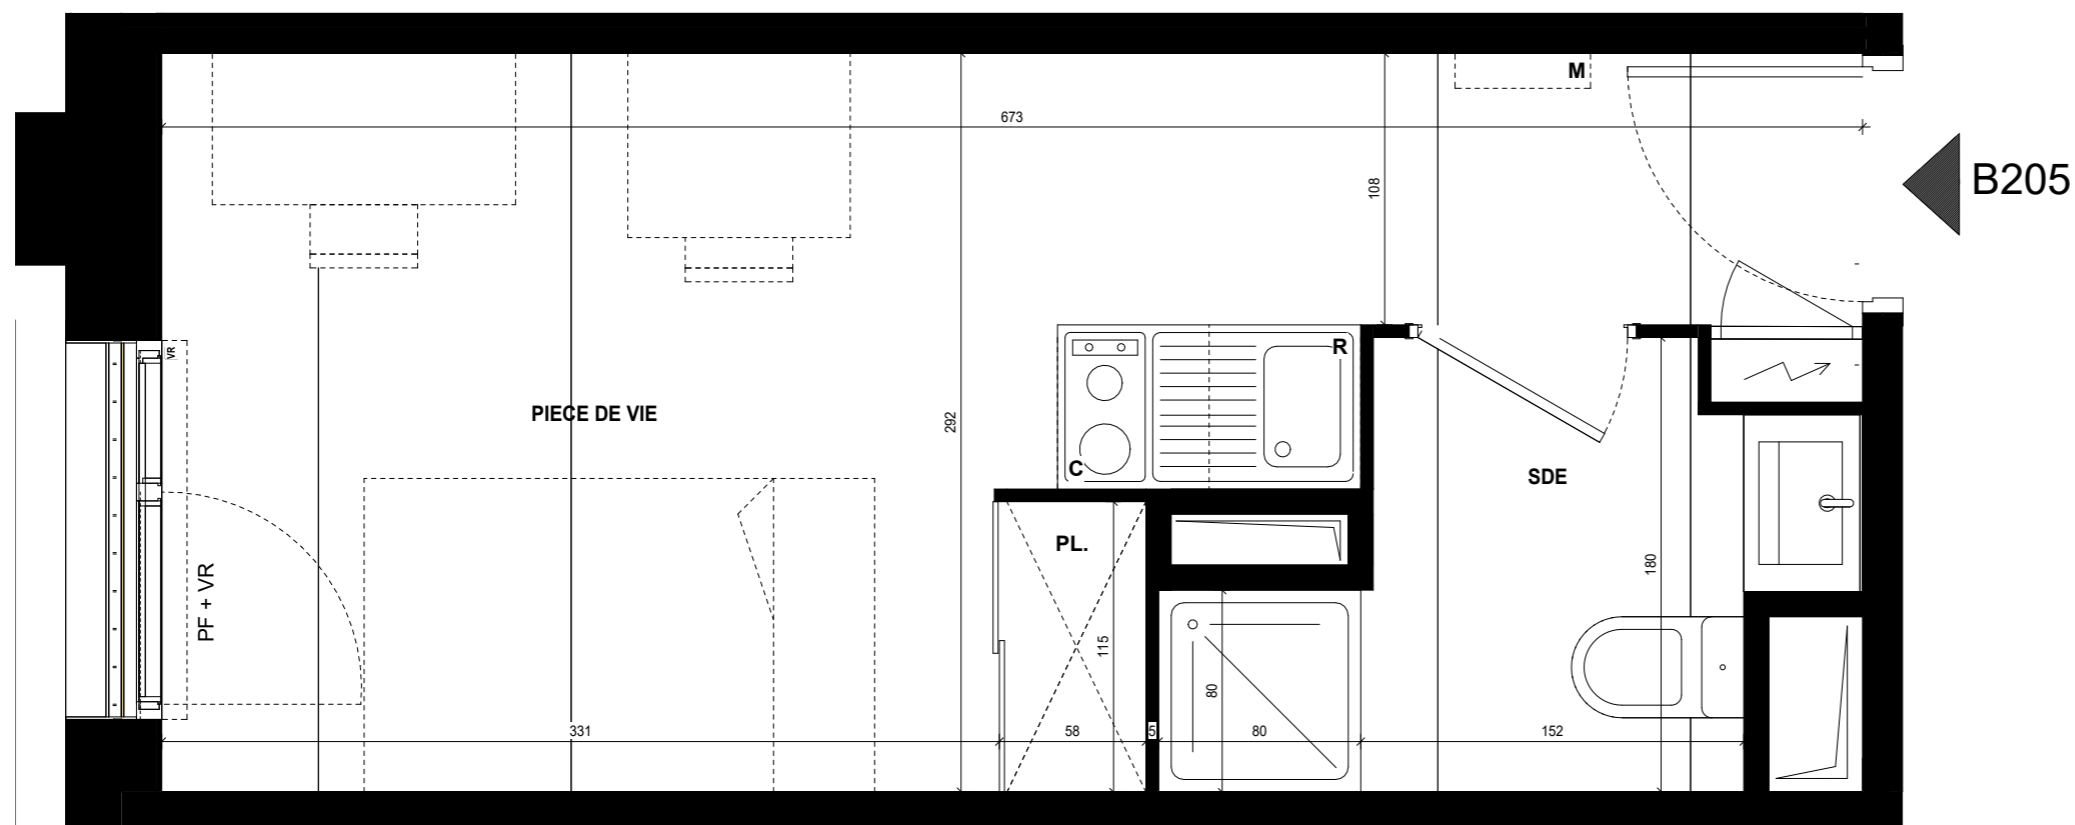 M
673
108
B205
VR
R
PIECE DE VIE
292
C
SDE
PL.
180
PF + VR
115
80
331
58
5
80
152